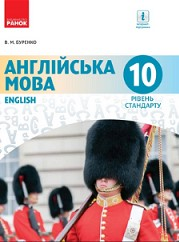 РАНОК
В. М. БУРЕНКО
АНГЛІЙСЬКА
МОВА
ENGLISH
10
РІВЕНЬ
СТАНДАРТУ